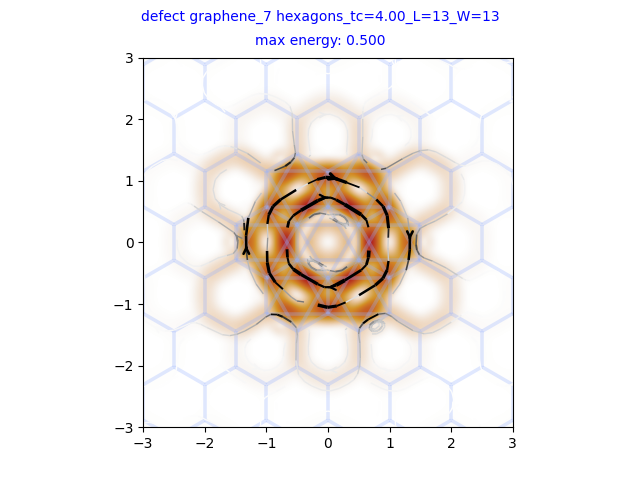 defect graphene_7 hexagons_tc=4.00_L=13_W=13
max energy: 0.500
3
2
1
0
−1
−2
−3
−3 −2 −1 0 1 2 3